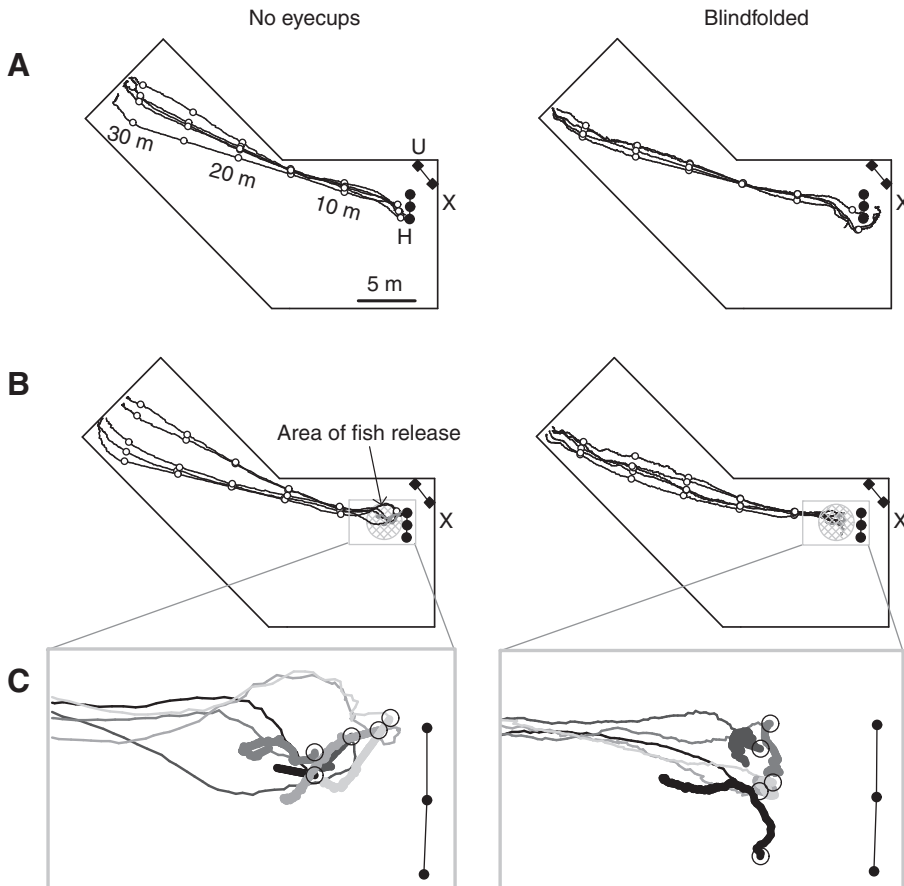 No eyecups
Blindfolded
A
U
30 m
20 m
X
X
10 m
H
5 m
B
Area of fish release
X
X
C